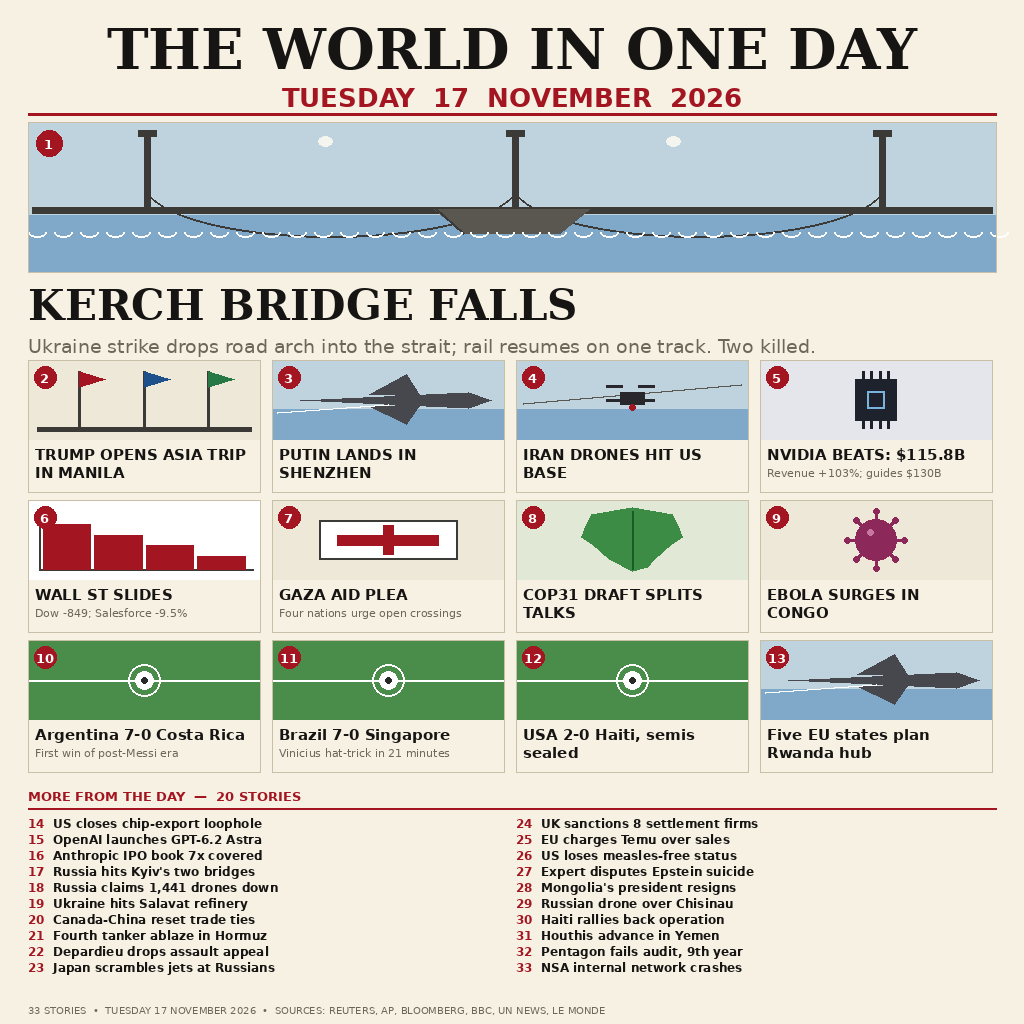 THE WORLD IN ONE DAY
TUESDAY 17 NOVEMBER 2026
1
KERCH BRIDGE FALLS
Ukraine strike drops road arch into the strait; rail resumes on one track. Two killed.
2
TRUMP OPENS ASIA TRIP
IN MANILA
3
PUTIN LANDS IN
SHENZHEN
4
IRAN DRONES HIT US
BASE
5
NVIDIA BEATS: $115.8B
Revenue +103%; guides $130B
6
WALL ST SLIDES
Dow -849; Salesforce -9.5%
7
GAZA AID PLEA
Four nations urge open crossings
8
COP31 DRAFT SPLITS
TALKS
9
EBOLA SURGES IN
CONGO
10
Argentina 7-0 Costa Rica
First win of post-Messi era
11
Brazil 7-0 Singapore
Vinicius hat-trick in 21 minutes
12
USA 2-0 Haiti, semis
sealed
13
Five EU states plan
Rwanda hub
MORE FROM THE DAY — 20 STORIES
14 US closes chip-export loophole
15 OpenAI launches GPT-6.2 Astra
16 Anthropic IPO book 7x covered
17 Russia hits Kyiv's two bridges
18 Russia claims 1,441 drones down
19 Ukraine hits Salavat refinery
20 Canada-China reset trade ties
21 Fourth tanker ablaze in Hormuz
22 Depardieu drops assault appeal
23 Japan scrambles jets at Russians
24 UK sanctions 8 settlement firms
25 EU charges Temu over sales
26 US loses measles-free status
27 Expert disputes Epstein suicide
28 Mongolia's president resigns
29 Russian drone over Chisinau
30 Haiti rallies back operation
31 Houthis advance in Yemen
32 Pentagon fails audit, 9th year
33 NSA internal network crashes
33 STORIES • TUESDAY 17 NOVEMBER 2026 • SOURCES: REUTERS, AP, BLOOMBERG, BBC, UN NEWS, LE MONDE